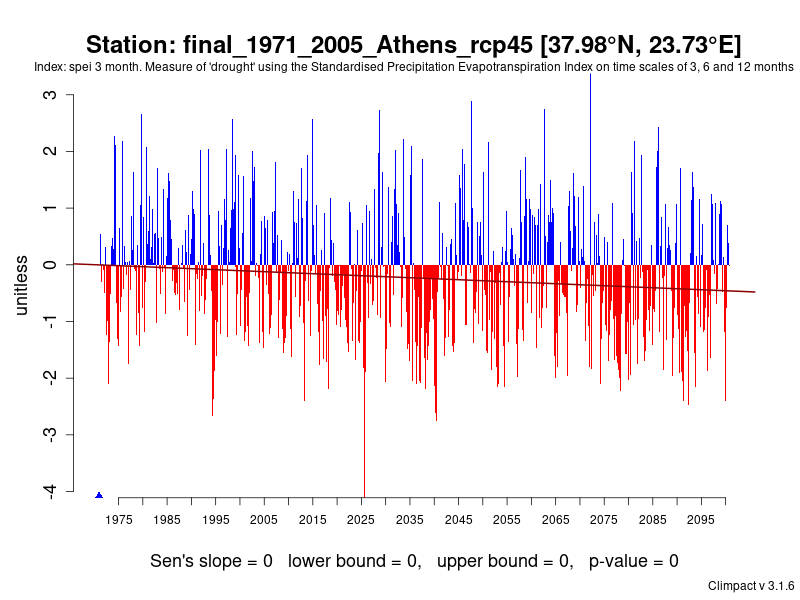 Station: final_1971_2005_Athens_rcp45 [37.98°N, 23.73°E]
Index: spei 3 month. Measure of 'drought' using the Standardised Precipitation Evapotranspiration Index on time scales of 3, 6 and 12 months
3
2
1
0
-1
-2
-3
-4
unitless
1975 1985 1995 2005 2015 2025 2035 2045 2055 2065 2075 2085 2095
Sen's slope = 0 lower bound = 0, upper bound = 0, p-value = 0
Climpact v 3.1.6